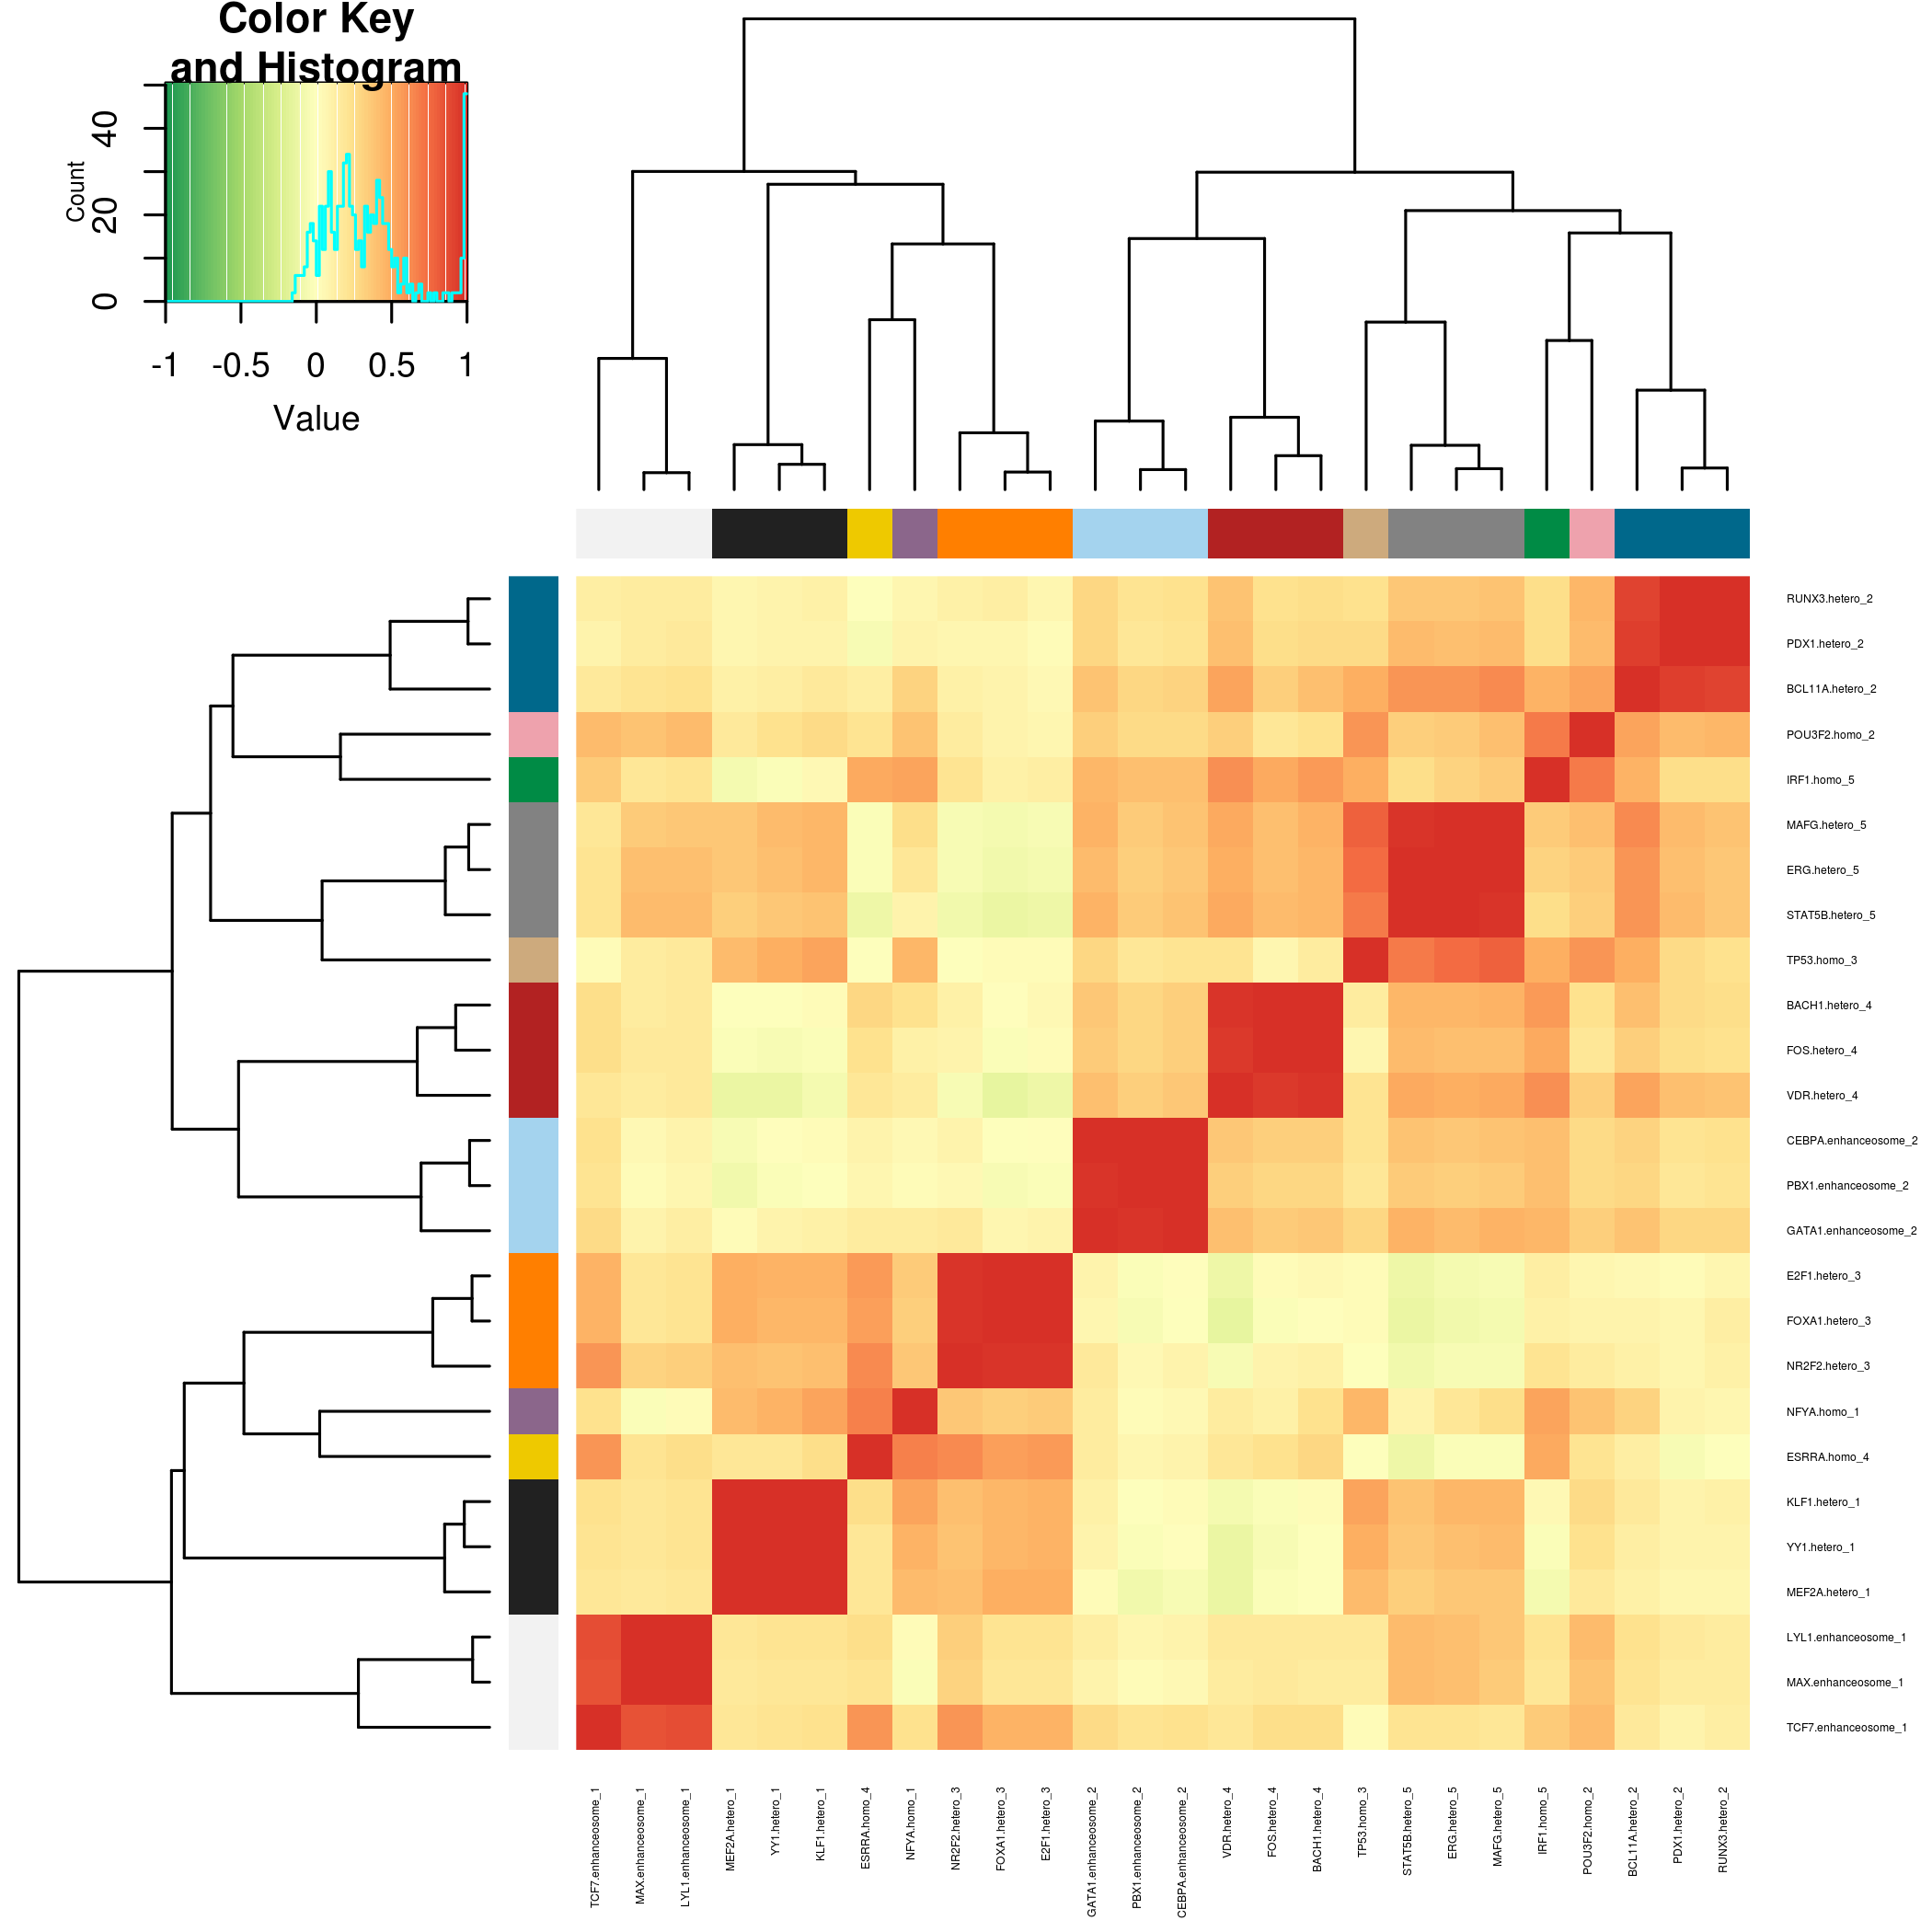 Color Key
and Histogram
Count
0
20
40
-1
-0.5
0
0.5
1
Value
RUNX3.hetero_2
PDX1.hetero_2
BCL11A.hetero_2
POU3F2.homo_2
IRF1.homo_5
MAFG.hetero_5
ERG.hetero_5
STAT5B.hetero_5
TP53.homo_3
BACH1.hetero_4
FOS.hetero_4
VDR.hetero_4
CEBPA.enhanceosome_2
PBX1.enhanceosome_2
GATA1.enhanceosome_2
E2F1.hetero_3
FOXA1.hetero_3
NR2F2.hetero_3
NFYA.homo_1
ESRRA.homo_4
KLF1.hetero_1
YY1.hetero_1
MEF2A.hetero_1
LYL1.enhanceosome_1
MAX.enhanceosome_1
TCF7.enhanceosome_1
TCF7.enhanceosome_1
MAX.enhanceosome_1
LYL1.enhanceosome_1
MEF2A.hetero_1
YY1.hetero_1
KLF1.hetero_1
ESRRA.homo_4
NFYA.homo_1
NR2F2.hetero_3
FOXA1.hetero_3
E2F1.hetero_3
GATA1.enhanceosome_2
PBX1.enhanceosome_2
CEBPA.enhanceosome_2
VDR.hetero_4
FOS.hetero_4
BACH1.hetero_4
TP53.homo_3
STAT5B.hetero_5
ERG.hetero_5
MAFG.hetero_5
IRF1.homo_5
POU3F2.homo_2
BCL11A.hetero_2
PDX1.hetero_2
RUNX3.hetero_2